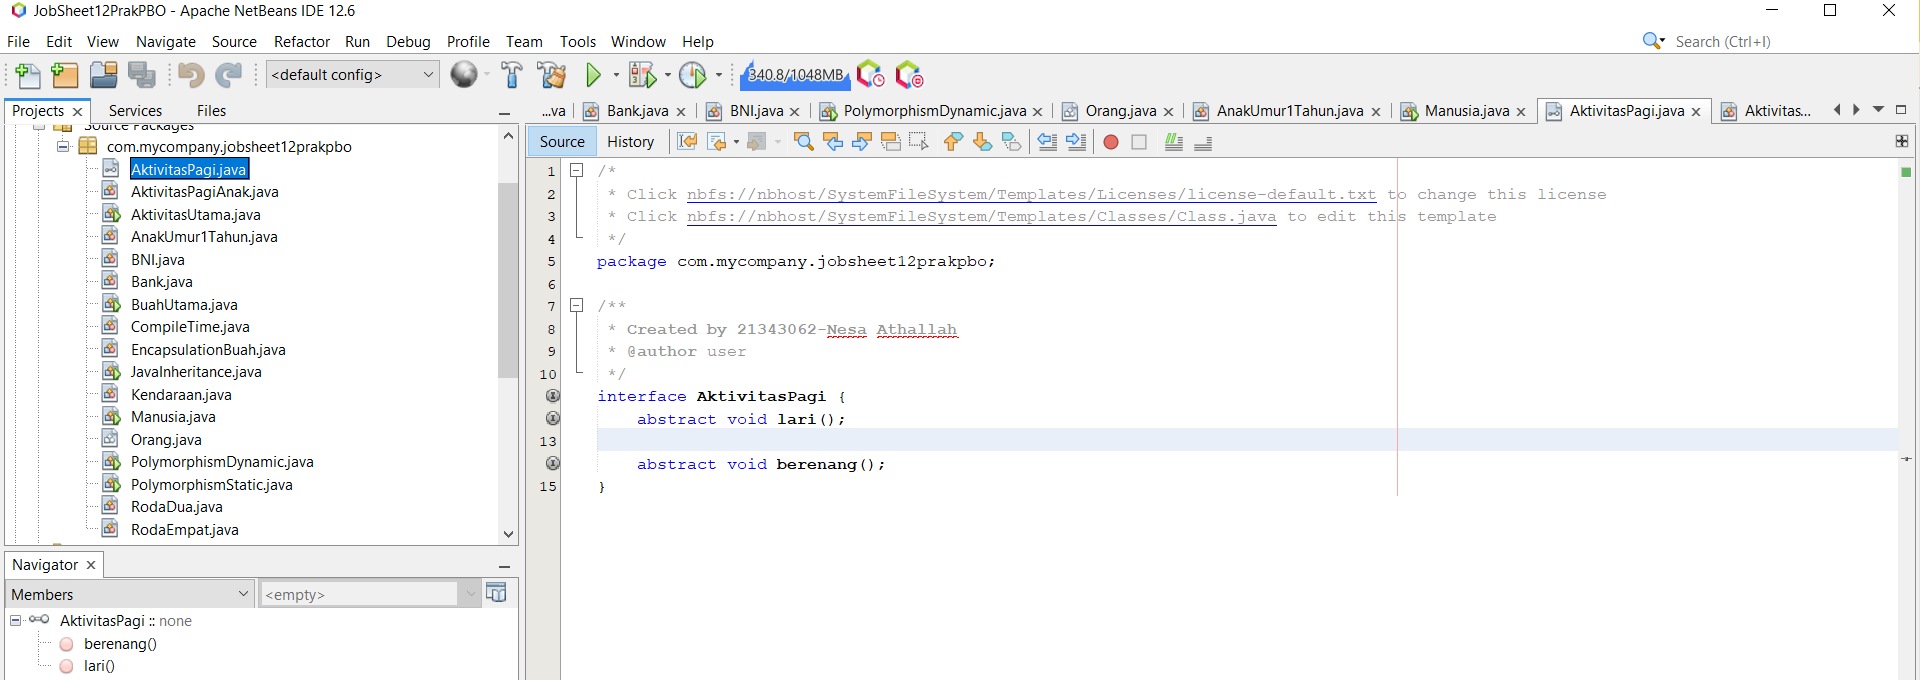 JobSheet12PrakPBO - Apache NetBeans IDE 12.6
File Edit View Navigate Source Refactor Run Debug Profile Team Tools Window Help
Search (Ctrl+I)
<default config>
340.8/1048MB
Projects Services Files
...va Bank.java BNI.java PolymorphismDynamic.java Orang.java AnakUmur1Tahun.java Manusia.java AktivitasPagi.java Aktivitas...
Source History
Source Packages
com.mycompany.jobsheet12prakpbo
AktivitasPagi.java
AktivitasPagiAnak.java
AktivitasUtama.java
AnakUmur1Tahun.java
BNI.java
Bank.java
BuahUtama.java
CompileTime.java
EncapsulationBuah.java
JavaInheritance.java
Kendaraan.java
Manusia.java
Orang.java
PolymorphismDynamic.java
PolymorphismStatic.java
RodaDua.java
RodaEmpat.java
Navigator
Members
<empty>
AktivitasPagi :: none
berenang()
lari()
1 /*
2 * Click nbfs://nbhost/SystemFileSystem/Templates/Licenses/license-default.txt to change this license
3 * Click nbfs://nbhost/SystemFileSystem/Templates/Classes/Class.java to edit this template
4 */
5 package com.mycompany.jobsheet12prakpbo;
6
7 /**
8 * Created by 21343062-Nesa Athallah
9 * @author user
10 */
interface AktivitasPagi {
abstract void lari();
13
abstract void berenang();
15 }